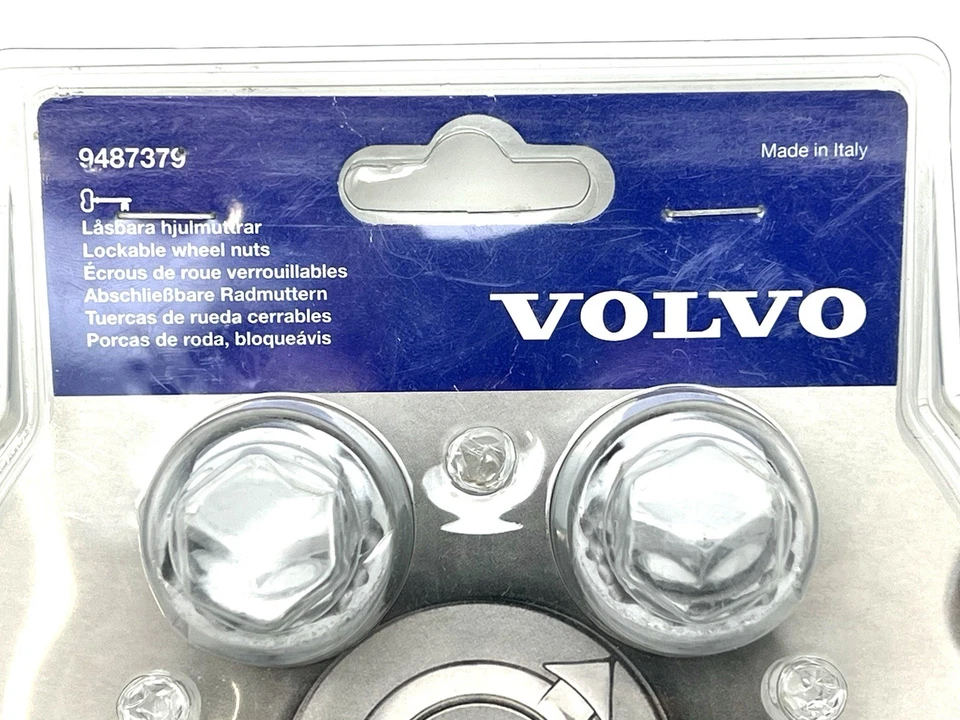 9487379
Made in Italy
Låsbara hjulmuttrar
Lockable wheel nuts
Écrous de roue verrouillables
Abschließbare Radmuttern
Tuercas de rueda cerrables
Porcas de roda, bloqueávis
VOLVO